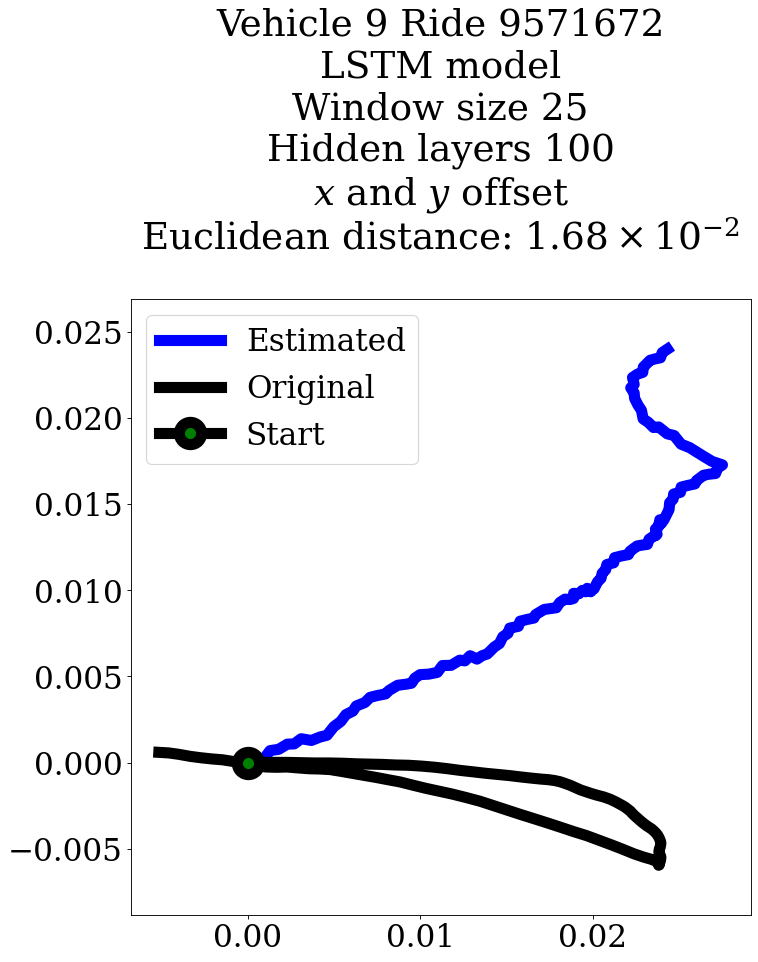 Vehicle 9 Ride 9571672
LSTM model
Window size 25
Hidden layers 100
x and y offset
Euclidean distance: 1.68 × 10⁻²
Estimated
Original
Start
0.025
0.020
0.015
0.010
0.005
0.000
−0.005
0.00 0.01 0.02